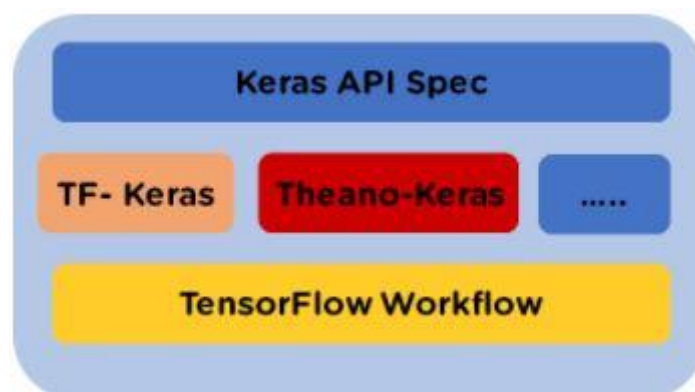 Keras API Spec
TF- Keras
Theano-Keras
.....
TensorFlow Workflow